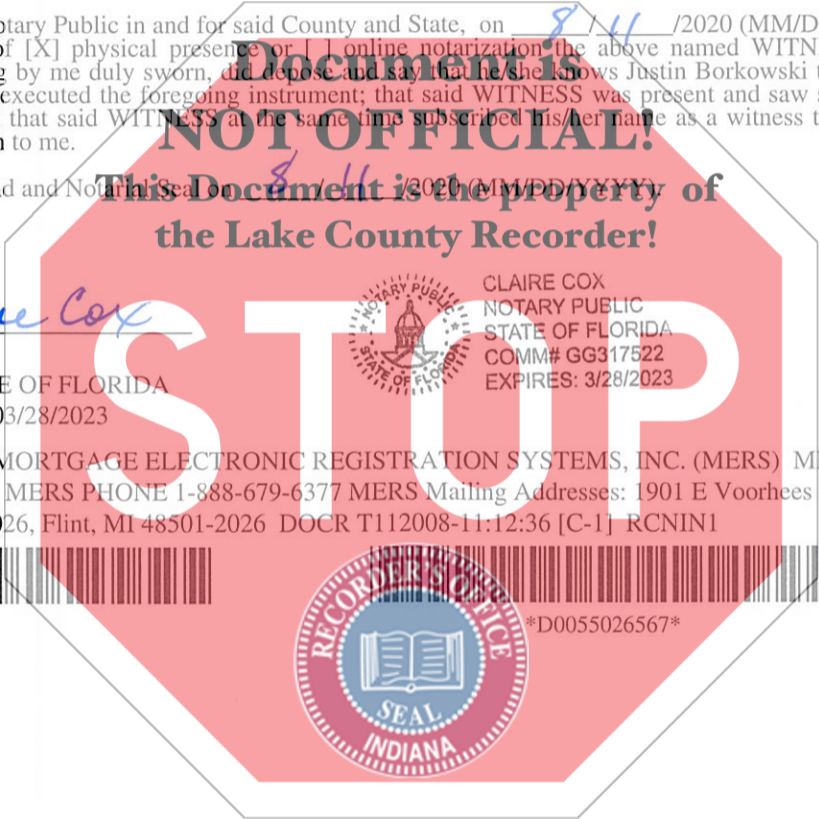 tary Public in and for said County and State, on 8/11/2020 (MM/D
of [X] physical presence or [ ] online notarization the above named WITN
g by me duly sworn, did depose and say that he/she knows Justin Borkowski t
executed the foregoing instrument; that said WITNESS was present and saw s
that said WITNESS at the same time subscribed his/her name as a witness t
n to me.
d and Notarial Seal on 8/11/2020 (MM/DD/YYYY).
Document is
NOT OFFICIAL!
This Document is the property of
the Lake County Recorder!
STOP
Cox
NOTARY PUBLIC
STATE OF FLORIDA
CLAIRE COX
NOTARY PUBLIC
STATE OF FLORIDA
COMM# GG317522
EXPIRES: 3/28/2023
E OF FLORIDA
03/28/2023
MORTGAGE ELECTRONIC REGISTRATION SYSTEMS, INC. (MERS) M
MERS PHONE 1-888-679-6377 MERS Mailing Addresses: 1901 E Voorhees
26, Flint, MI 48501-2026 DOCR T112008-11:12:36 [C-1] RCNIN1
*D0055026567*
RECORDER'S OFFICE
SEAL
INDIANA